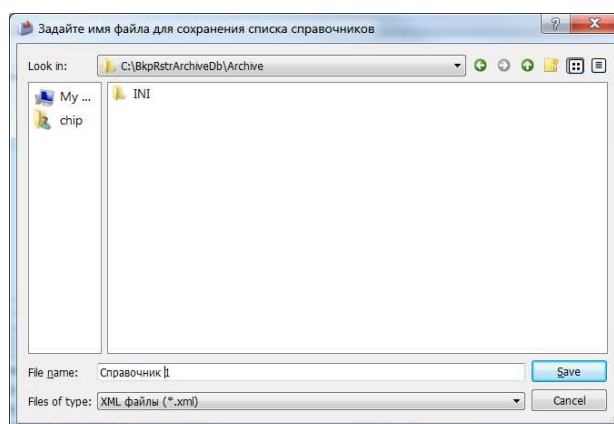 Задайте имя файла для сохранения списка справочников
Look in: C:\BkpRstrArchiveDb\Archive
My ...
chip
INI
File name: Справочник 1
Save
Files of type: XML файлы (*.xml)
Cancel